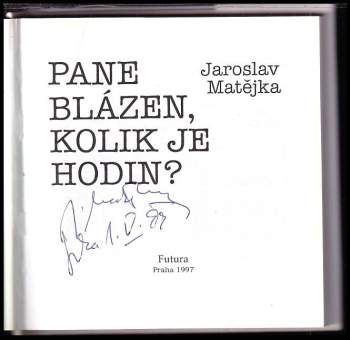 PANE
BLÁZEN,
KOLIK JE
HODIN?
Jaroslav
Matějka
Futura
Praha 1997